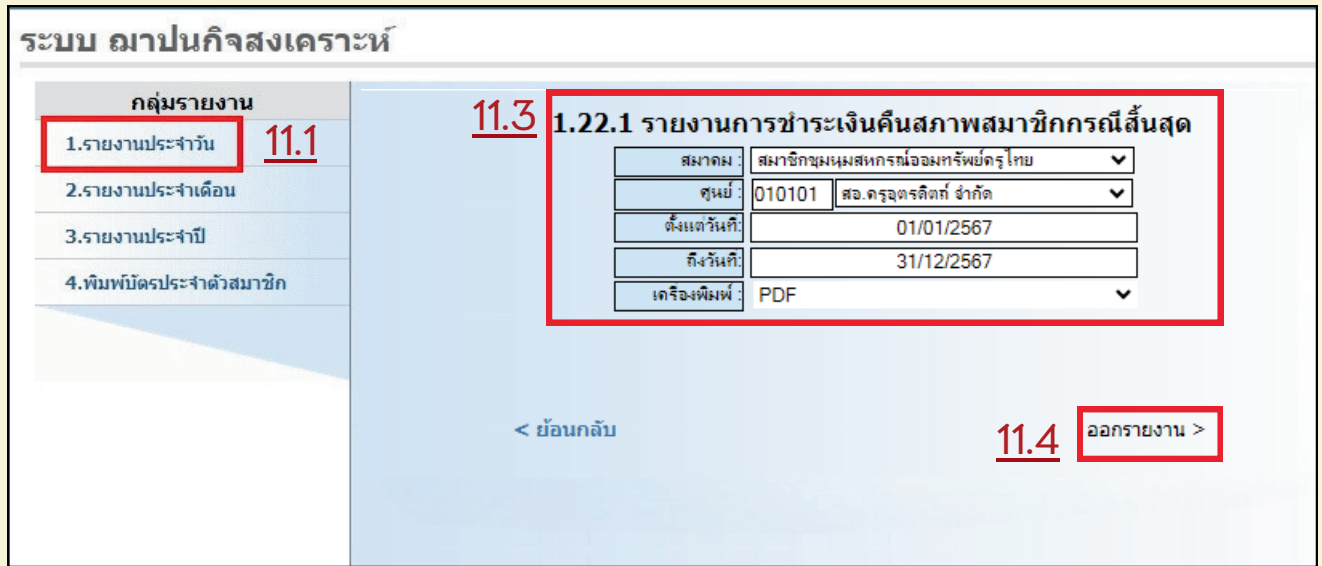 ระบบ ฌาปนกิจสงเคราะห์
กลุ่มรายงาน
1.รายงานประจำวัน
11.1
2.รายงานประจำเดือน
3.รายงานประจำปี
4.พิมพ์บัตรประจำตัวสมาชิก
11.3
1.22.1 รายงานการชำระเงินคืนสภาพสมาชิกกรณีสิ้นสุด
สมาคม : สมาชิกชุมนุมสหกรณ์ออมทรัพย์ครูไทย
ศูนย์ : 010101 สอ.ครูอุตรดิตถ์ จำกัด
ตั้งแต่วันที่: 01/01/2567
ถึงวันที่: 31/12/2567
เครื่องพิมพ์ : PDF
< ย้อนกลับ
11.4
ออกรายงาน >